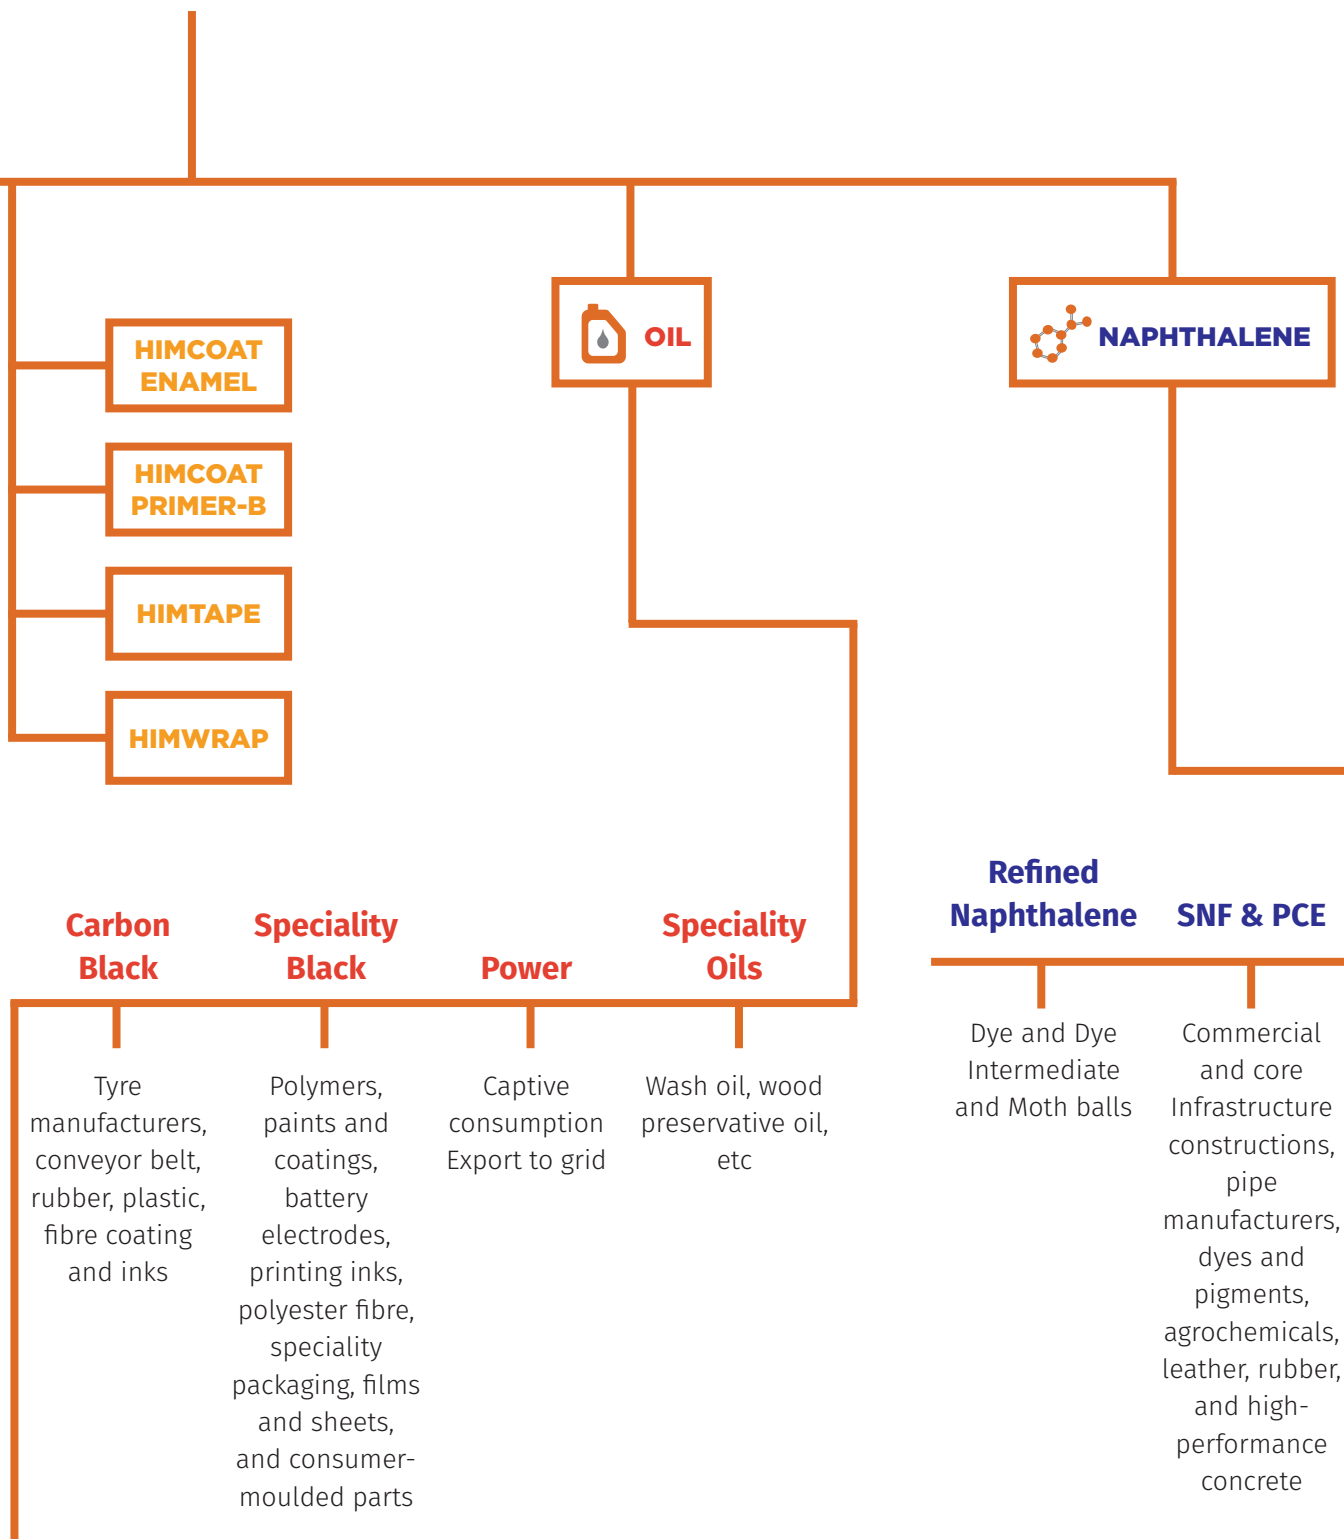 HIMCOAT
ENAMEL
HIMCOAT
PRIMER-B
HIMTAPE
HIMWRAP
OIL
NAPHTHALENE
Carbon
Black
Tyre
manufacturers,
conveyor belt,
rubber, plastic,
fibre coating
and inks
Speciality
Black
Polymers,
paints and
coatings,
battery
electrodes,
printing inks,
polyester fibre,
speciality
packaging, films
and sheets,
and consumer-
moulded parts
Power
Captive
consumption
Export to grid
Speciality
Oils
Wash oil, wood
preservative oil,
etc
Refined
Naphthalene
Dye and Dye
Intermediate
and Moth balls
SNF & PCE
Commercial
and core
Infrastructure
constructions,
pipe
manufacturers,
dyes and
pigments,
agrochemicals,
leather, rubber,
and high-
performance
concrete